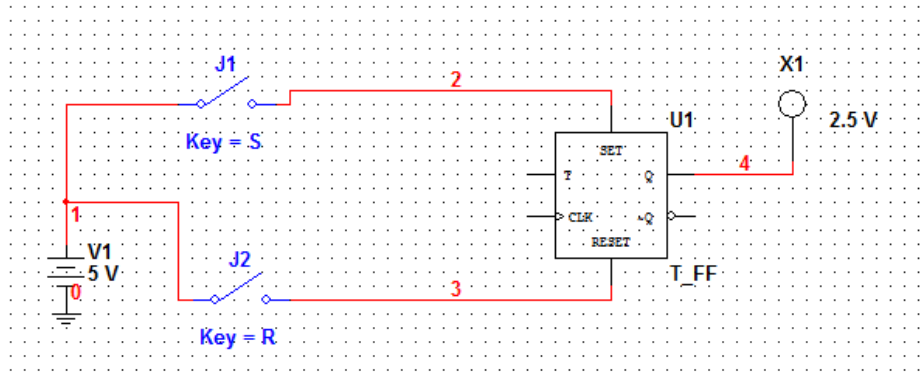 J1
X1
2
Key = S
U1
2.5 V
SET
4
T
Q
1
CLK
~Q
V1
5 V
RESET
J2
T_FF
0
3
Key = R